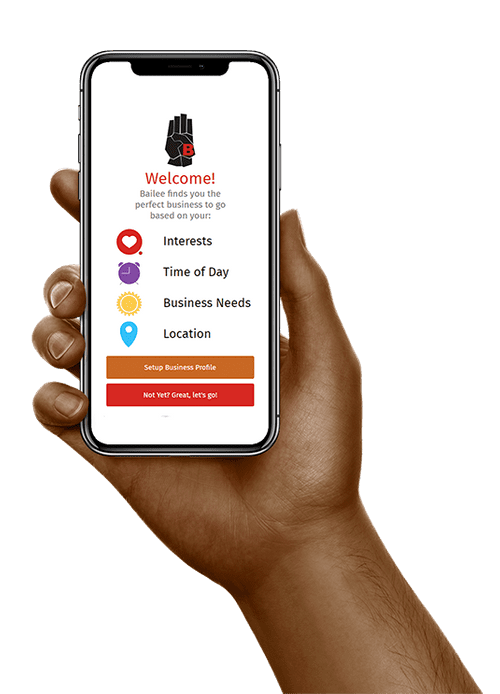 B
Welcome!
Bailee finds you the
perfect business to go
based on your:
Interests
Time of Day
Business Needs
Location
Setup Business Profile
Not Yet? Great, let's go!